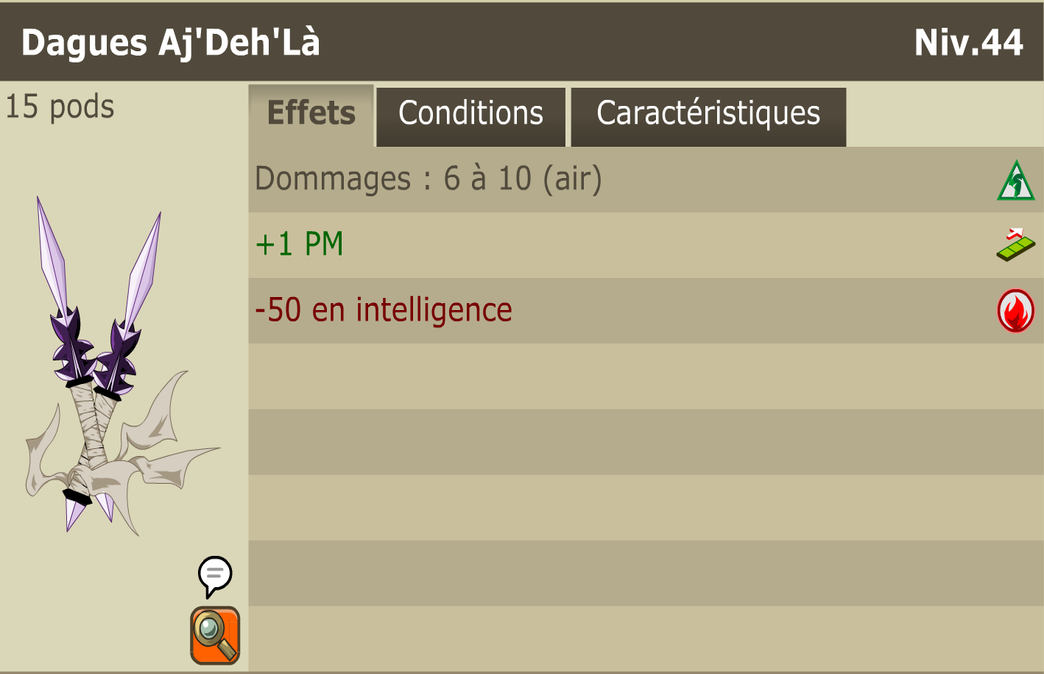 Dagues Aj'Deh'Là
Niv.44
15 pods
Effets
Conditions
Caractéristiques
Dommages : 6 à 10 (air)
+1 PM
-50 en intelligence